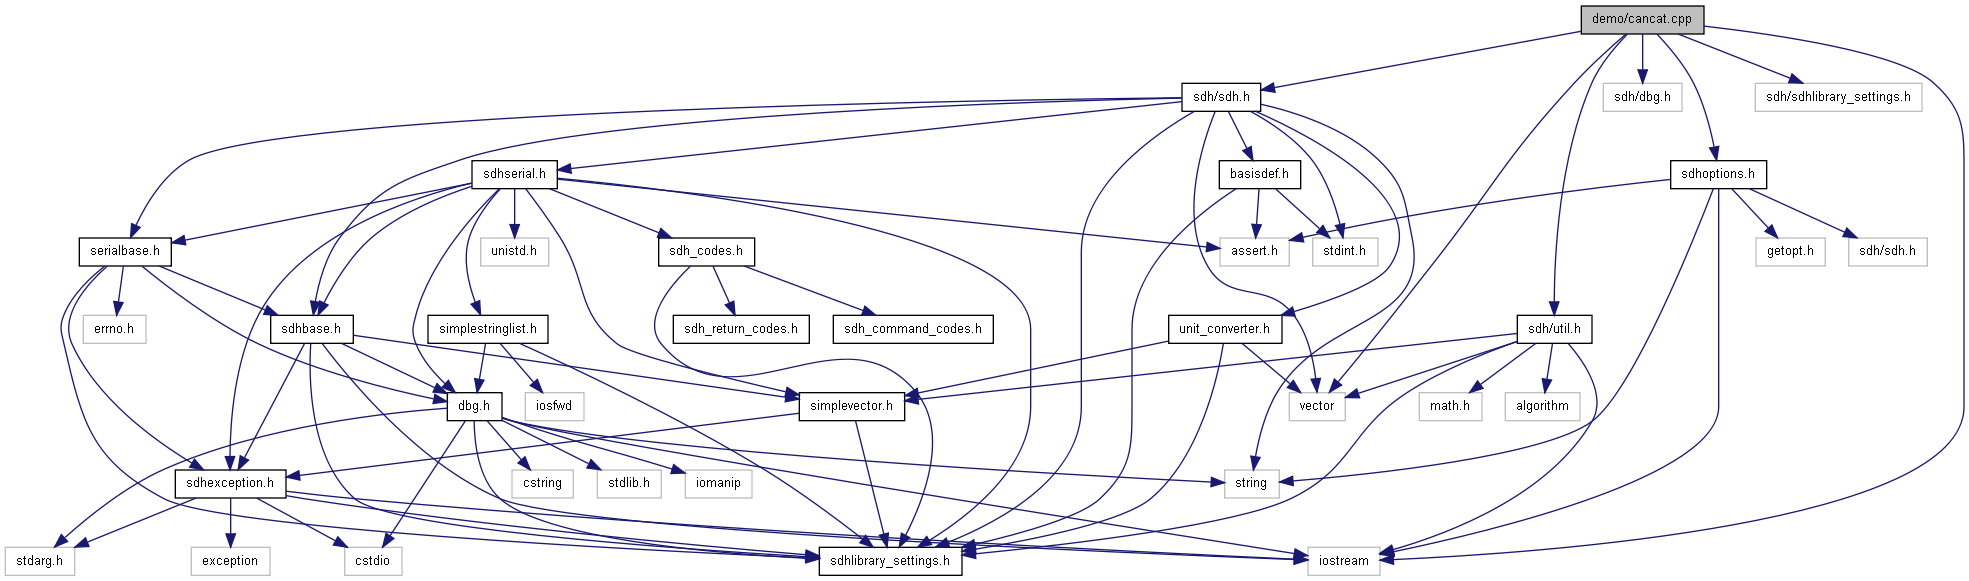 demo/cancat.cpp
sdh/sdh.h
sdh/dbg.h
sdh/sdhlibrary_settings.h
sdhserial.h
basisdef.h
sdhoptions.h
serialbase.h
unistd.h
sdh_codes.h
assert.h
stdint.h
getopt.h
sdh/sdh.h
errno.h
sdhbase.h
simplestringlist.h
sdh_return_codes.h
sdh_command_codes.h
unit_converter.h
sdh/util.h
dbg.h
iosfwd
simplevector.h
vector
math.h
algorithm
sdhexception.h
cstring
stdlib.h
iomanip
string
stdarg.h
exception
cstdio
sdhlibrary_settings.h
iostream